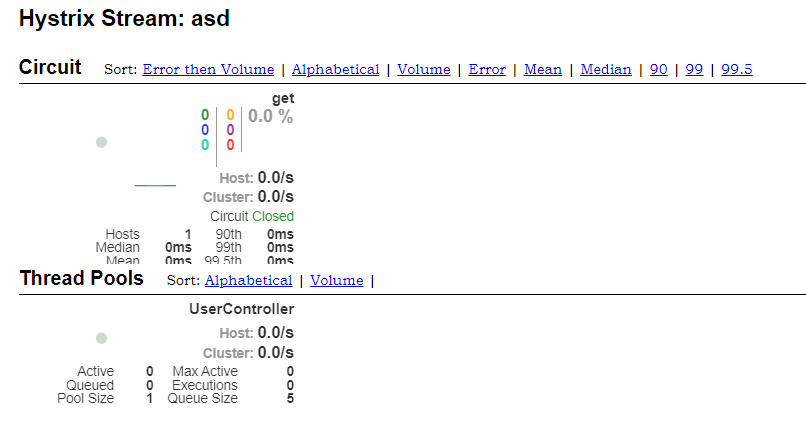 Hystrix Stream: asd
Circuit Sort: Error then Volume | Alphabetical | Volume | Error | Mean | Median | 90 | 99 | 99.5
get
0 0 0.0 %
0 0
0 0
Host: 0.0/s
Cluster: 0.0/s
Circuit Closed
Hosts 1 90th 0ms
Median 0ms 99th 0ms
Mean 0ms 99.5th 0ms
Thread Pools Sort: Alphabetical | Volume |
UserController
Host: 0.0/s
Cluster: 0.0/s
Active 0 Max Active 0
Queued 0 Executions 0
Pool Size 1 Queue Size 5